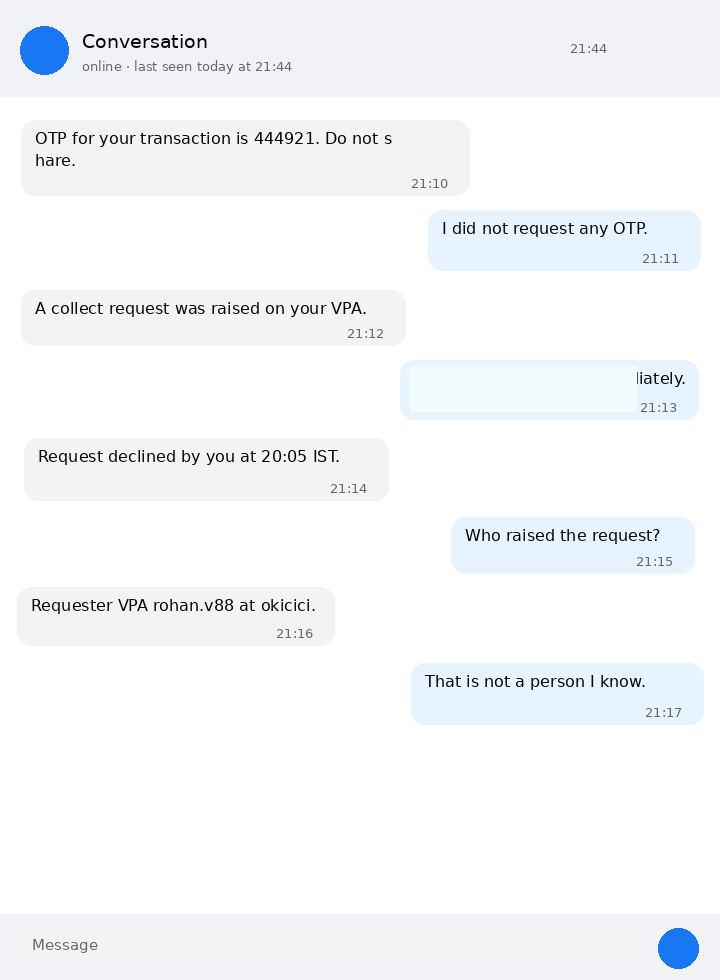 Conversation
21:44
online · last seen today at 21:44
OTP for your transaction is 444921. Do not s
hare.
21:10
I did not request any OTP.
21:11
A collect request was raised on your VPA.
21:12
21:13
Request declined by you at 20:05 IST.
21:14
Who raised the request?
21:15
Requester VPA rohan.v88 at okicici.
21:16
That is not a person I know.
21:17
Message